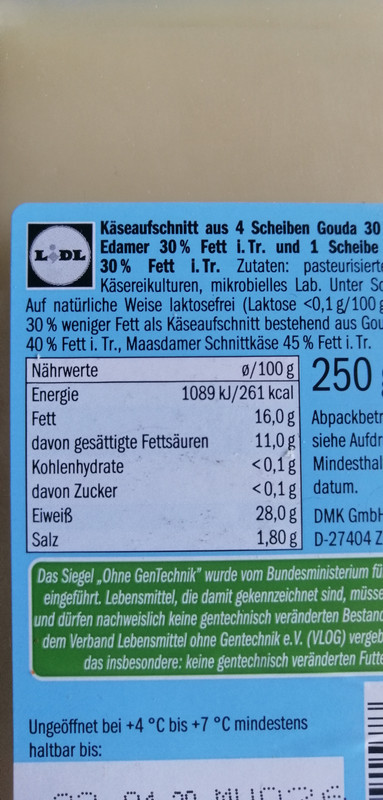 LIDL
Käseaufschnitt aus 4 Scheiben Gouda 30
Edamer 30% Fett i. Tr. und 1 Scheibe
30% Fett i. Tr. Zutaten: pasteurisierte
Käsereikulturen, mikrobielles Lab. Unter Sc
Auf natürliche Weise laktosefrei (Laktose <0,1 g/100 g
30 % weniger Fett als Käseaufschnitt bestehend aus Gou
40 % Fett i. Tr., Maasdamer Schnittkäse 45 % Fett i. Tr.
Nährwerte ø/100 g
Energie 1089 kJ/261 kcal
Fett 16,0 g
davon gesättigte Fettsäuren 11,0 g
Kohlenhydrate <0,1 g
davon Zucker <0,1 g
Eiweiß 28,0 g
Salz 1,80 g
250 g
Abpackbetr
siehe Aufdr
Mindesthal
datum.
DMK GmbH
D-27404 Z
Das Siegel „Ohne GenTechnik" wurde vom Bundesministerium fü
eingeführt. Lebensmittel, die damit gekennzeichnet sind, müsse
und dürfen nachweislich keine gentechnisch veränderten Bestand
dem Verband Lebensmittel ohne Gentechnik e.V. (VLOG) vergeb
das insbesondere: keine gentechnisch veränderten Futte
Ungeöffnet bei +4 °C bis +7 °C mindestens
haltbar bis: